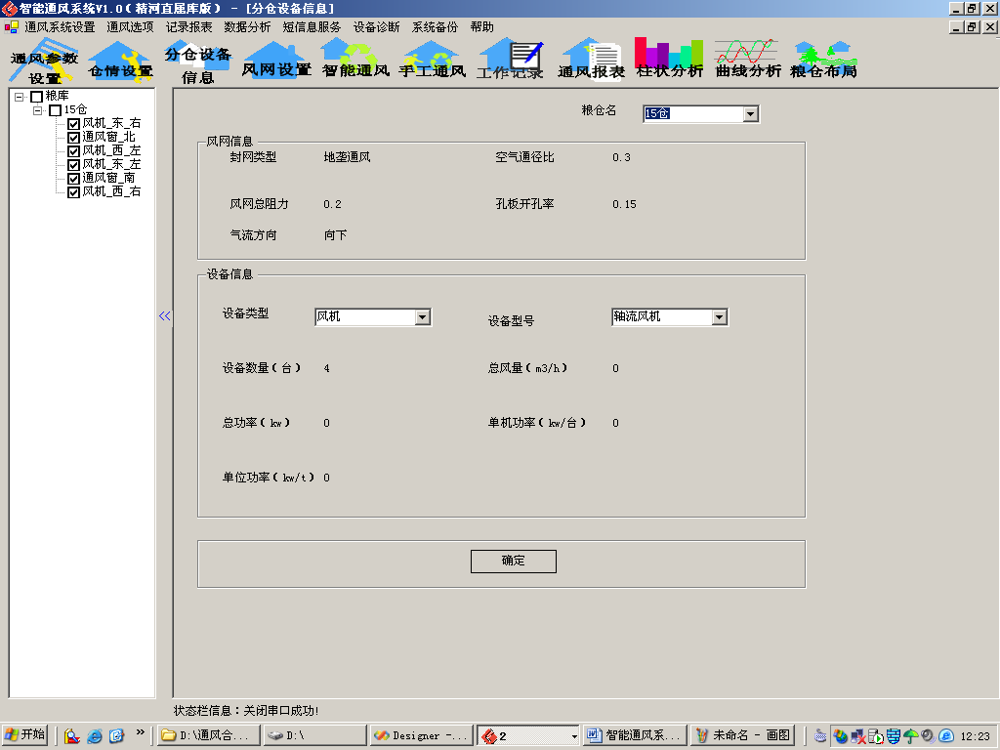 智能通风系统V1.0(精河直属库版) - [分仓设备信息]
通风系统设置 通风选项 记录报表 数据分析 短信息服务 设备诊断 系统备份 帮助
通风参数设置 仓情设置 分仓设备信息 风网设置 智能通风 手工通风 工作记录 通风报表 柱状分析 曲线分析 粮仓布局
粮库
15仓
风机_东_右
通风窗_北
风机_西_左
风机_东_左
通风窗_南
风机_西_右
<<
粮仓名 15仓
风网信息
封网类型 地垄通风 空气通径比 0.3
风网总阻力 0.2 孔板开孔率 0.15
气流方向 向下
设备信息
设备类型 风机 设备型号 轴流风机
设备数量(台) 4 总风量(m3/h) 0
总功率(kw) 0 单机功率(kw/台) 0
单位功率(kw/t) 0
确定
状态栏信息:关闭串口成功!
开始 » D:\通风合... D:\ Designer -... 2 智能通风系... 未命名 - 画图 12:23